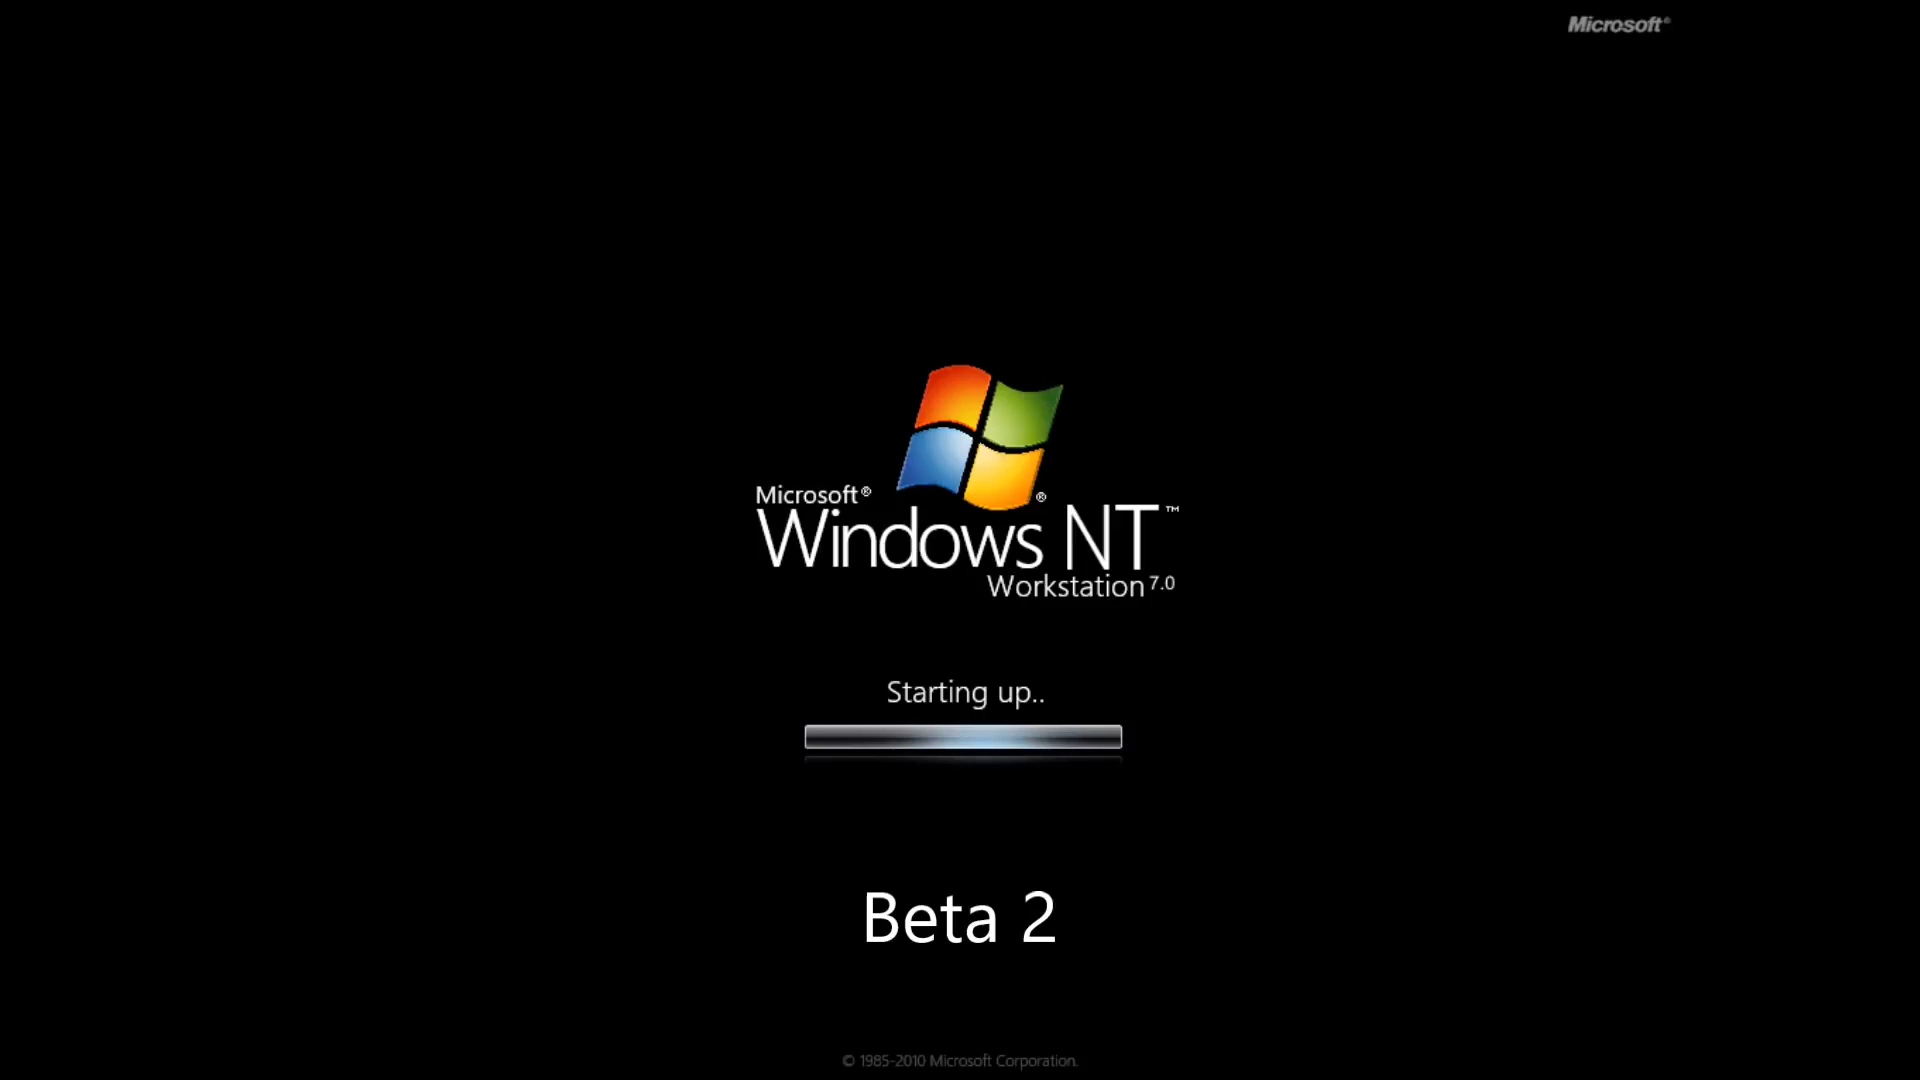 Microsoft®
Microsoft®
®
Windows NT™
Workstation 7.0
Starting up..
Beta 2
© 1985-2010 Microsoft Corporation.